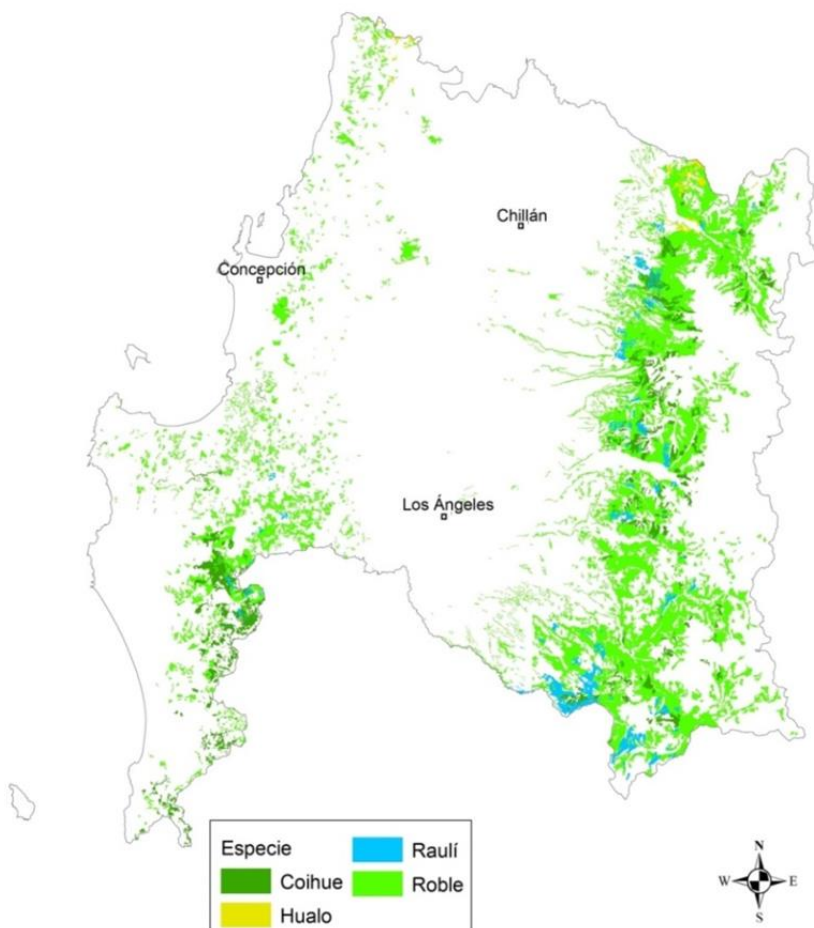 Chillán
Concepción
Los Ángeles
Especie
Coihue
Hualo
Raulí
Roble
N
W E
S